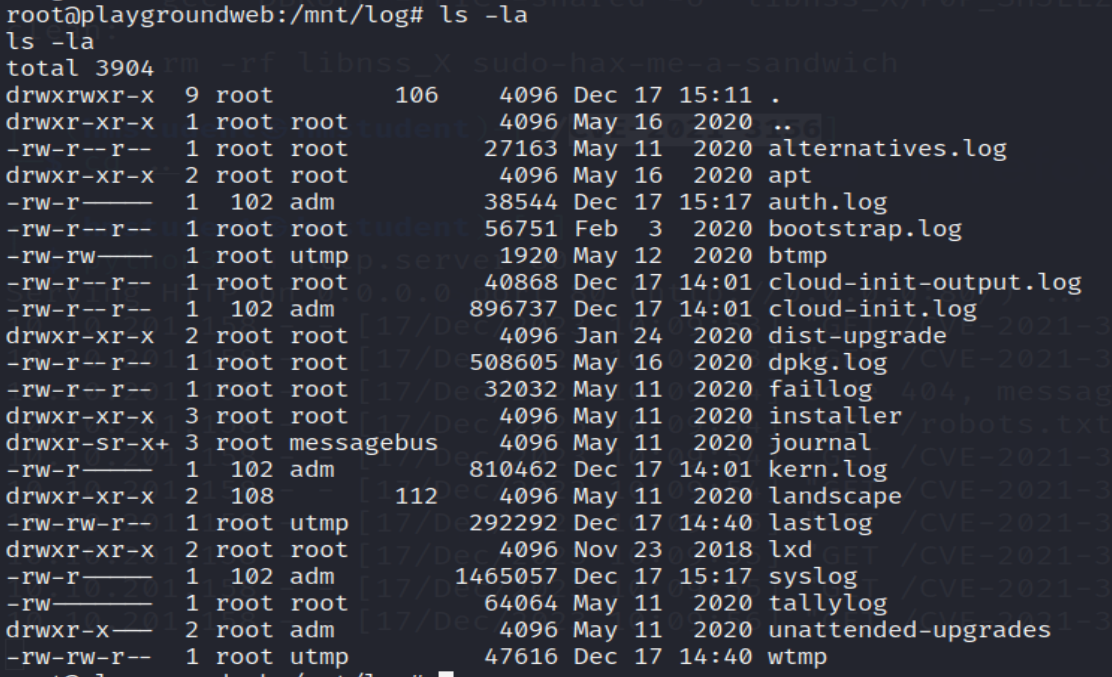 root@playgroundweb:/mnt/log# ls -la
ls -la
total 3904
drwxrwxr-x  9 root        106    4096 Dec 17 15:11 .
drwxr-xr-x  1 root root          4096 May 16  2020 ..
-rw-r--r--  1 root root         27163 May 11  2020 alternatives.log
drwxr-xr-x  2 root root          4096 May 16  2020 apt
-rw-r-----  1  102 adm          38544 Dec 17 15:17 auth.log
-rw-r--r--  1 root root         56751 Feb  3  2020 bootstrap.log
-rw-rw----  1 root utmp          1920 May 12  2020 btmp
-rw-r--r--  1 root root         40868 Dec 17 14:01 cloud-init-output.log
-rw-r--r--  1  102 adm         896737 Dec 17 14:01 cloud-init.log
drwxr-xr-x  2 root root          4096 Jan 24  2020 dist-upgrade
-rw-r--r--  1 root root        508605 May 16  2020 dpkg.log
-rw-r--r--  1 root root         32032 May 11  2020 faillog
drwxr-xr-x  3 root root          4096 May 11  2020 installer
drwxr-sr-x+ 3 root messagebus    4096 May 11  2020 journal
-rw-r-----  1  102 adm         810462 Dec 17 14:01 kern.log
drwxr-xr-x  2  108        112    4096 May 11  2020 landscape
-rw-rw-r--  1 root utmp        292292 Dec 17 14:40 lastlog
drwxr-xr-x  2 root root          4096 Nov 23  2018 lxd
-rw-r-----  1  102 adm        1465057 Dec 17 15:17 syslog
-rw-------  1 root root         64064 May 11  2020 tallylog
drwxr-x---  2 root adm           4096 May 11  2020 unattended-upgrades
-rw-rw-r--  1 root utmp         47616 Dec 17 14:40 wtmp